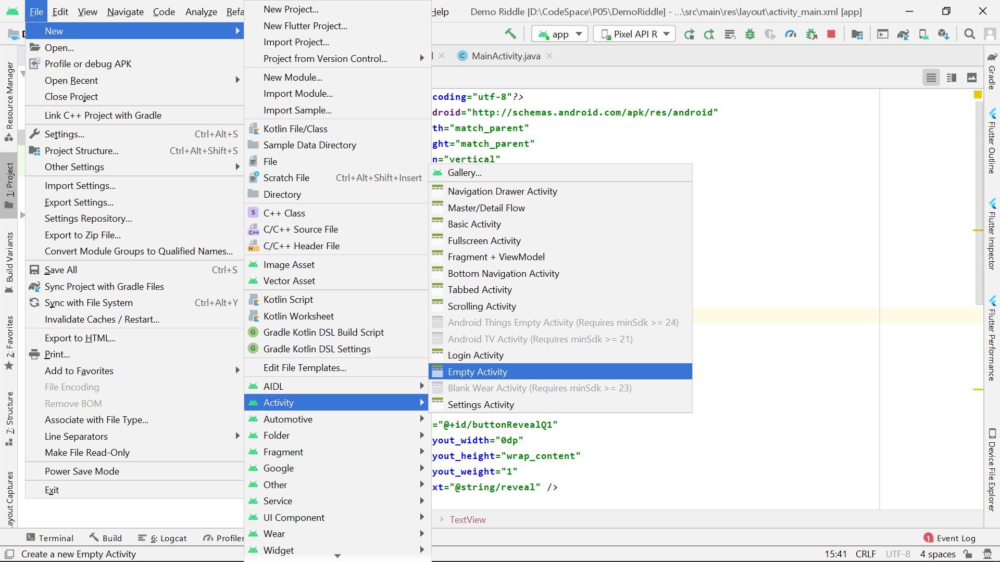 File Edit View Navigate Code Analyze Refa
Help
Demo Riddle [D:\CodeSpace\P05\DemoRiddle] - ...\src\main\res\layout\activity_main.xml [app]
app
Pixel API R
MainActivity.java
New
Open...
Profile or debug APK
Open Recent
Close Project
Link C++ Project with Gradle
Settings... Ctrl+Alt+S
Project Structure... Ctrl+Alt+Shift+S
Other Settings
Import Settings...
Export Settings...
Settings Repository...
Export to Zip File...
Convert Module Groups to Qualified Names...
Save All Ctrl+S
Sync Project with Gradle Files
Sync with File System Ctrl+Alt+Y
Invalidate Caches / Restart...
Export to HTML...
Print...
Add to Favorites
File Encoding
Remove BOM
Associate with File Type...
Line Separators
Make File Read-Only
Power Save Mode
Exit
New Project...
New Flutter Project...
Import Project...
Project from Version Control...
New Module...
Import Module...
Import Sample...
Kotlin File/Class
Sample Data Directory
File
Scratch File Ctrl+Alt+Shift+Insert
Directory
S C++ Class
C++ C/C++ Source File
H C/C++ Header File
Image Asset
Vector Asset
Kotlin Script
Kotlin Worksheet
G Gradle Kotlin DSL Build Script
G Gradle Kotlin DSL Settings
Edit File Templates...
AIDL
Activity
Automotive
Folder
Fragment
Google
Other
Service
UI Component
Wear
Widget
Gallery...
Navigation Drawer Activity
Master/Detail Flow
Basic Activity
Fullscreen Activity
Fragment + ViewModel
Bottom Navigation Activity
Tabbed Activity
Scrolling Activity
Android Things Empty Activity (Requires minSdk >= 24)
Android TV Activity (Requires minSdk >= 21)
Login Activity
Empty Activity
Blank Wear Activity (Requires minSdk >= 23)
Settings Activity
coding="utf-8"?>
droid="http://schemas.android.com/apk/res/android"
th="match_parent"
ght="match_parent"
n="vertical"
="@+id/buttonRevealQ1"
yout_width="0dp"
yout_height="wrap_content"
yout_weight="1"
xt="@string/reveal" />
TextView
Resource Manager
1: Project
Build Variants
2: Favorites
7: Structure
ayout Captures
Gradle
Flutter Outline
Flutter Inspector
Flutter Performance
Device File Explorer
Terminal
Build
6: Logcat
Profiler
1 Event Log
Create a new Empty Activity
15:41 CRLF UTF-8 4 spaces